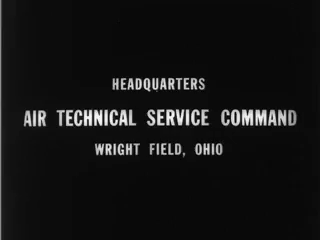 HEADQUARTERS
AIR TECHNICAL SERVICE COMMAND
WRIGHT FIELD, OHIO